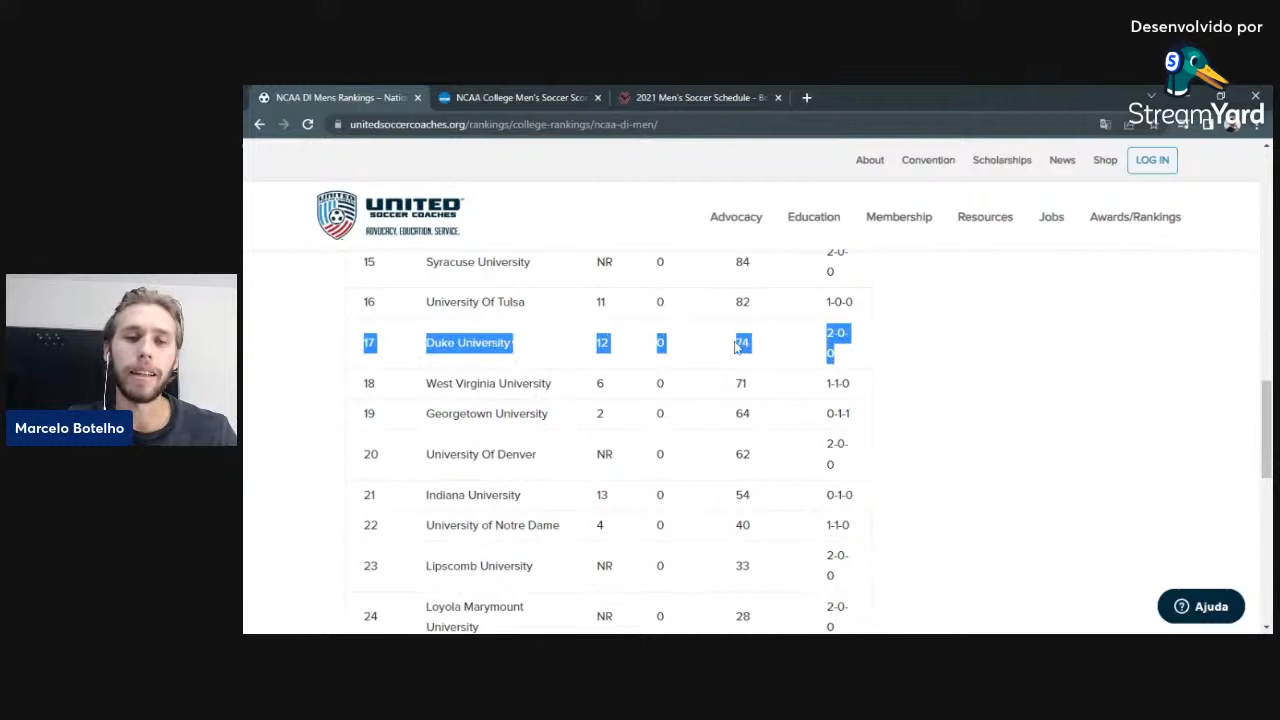 Desenvolvido por
StreamYard
NCAA DI Mens Rankings – Natio
NCAA College Men's Soccer Scor
2021 Men's Soccer Schedule - Bo
unitedsoccercoaches.org/rankings/college-rankings/ncaa-di-men/
About Convention Scholarships News Shop LOG IN
UNITED
SOCCER COACHES
ADVOCACY. EDUCATION. SERVICE.
Advocacy Education Membership Resources Jobs Awards/Rankings
15 Syracuse University NR 0 84 2-0-
0
16 University Of Tulsa 11 0 82 1-0-0
17 Duke University 12 0 74 2-0-
0
18 West Virginia University 6 0 71 1-1-0
19 Georgetown University 2 0 64 0-1-1
20 University Of Denver NR 0 62 2-0-
0
21 Indiana University 13 0 54 0-1-0
22 University of Notre Dame 4 0 40 1-1-0
23 Lipscomb University NR 0 33 2-0-
0
24 Loyola Marymount
University NR 0 28 2-0-
0
Ajuda
Marcelo Botelho